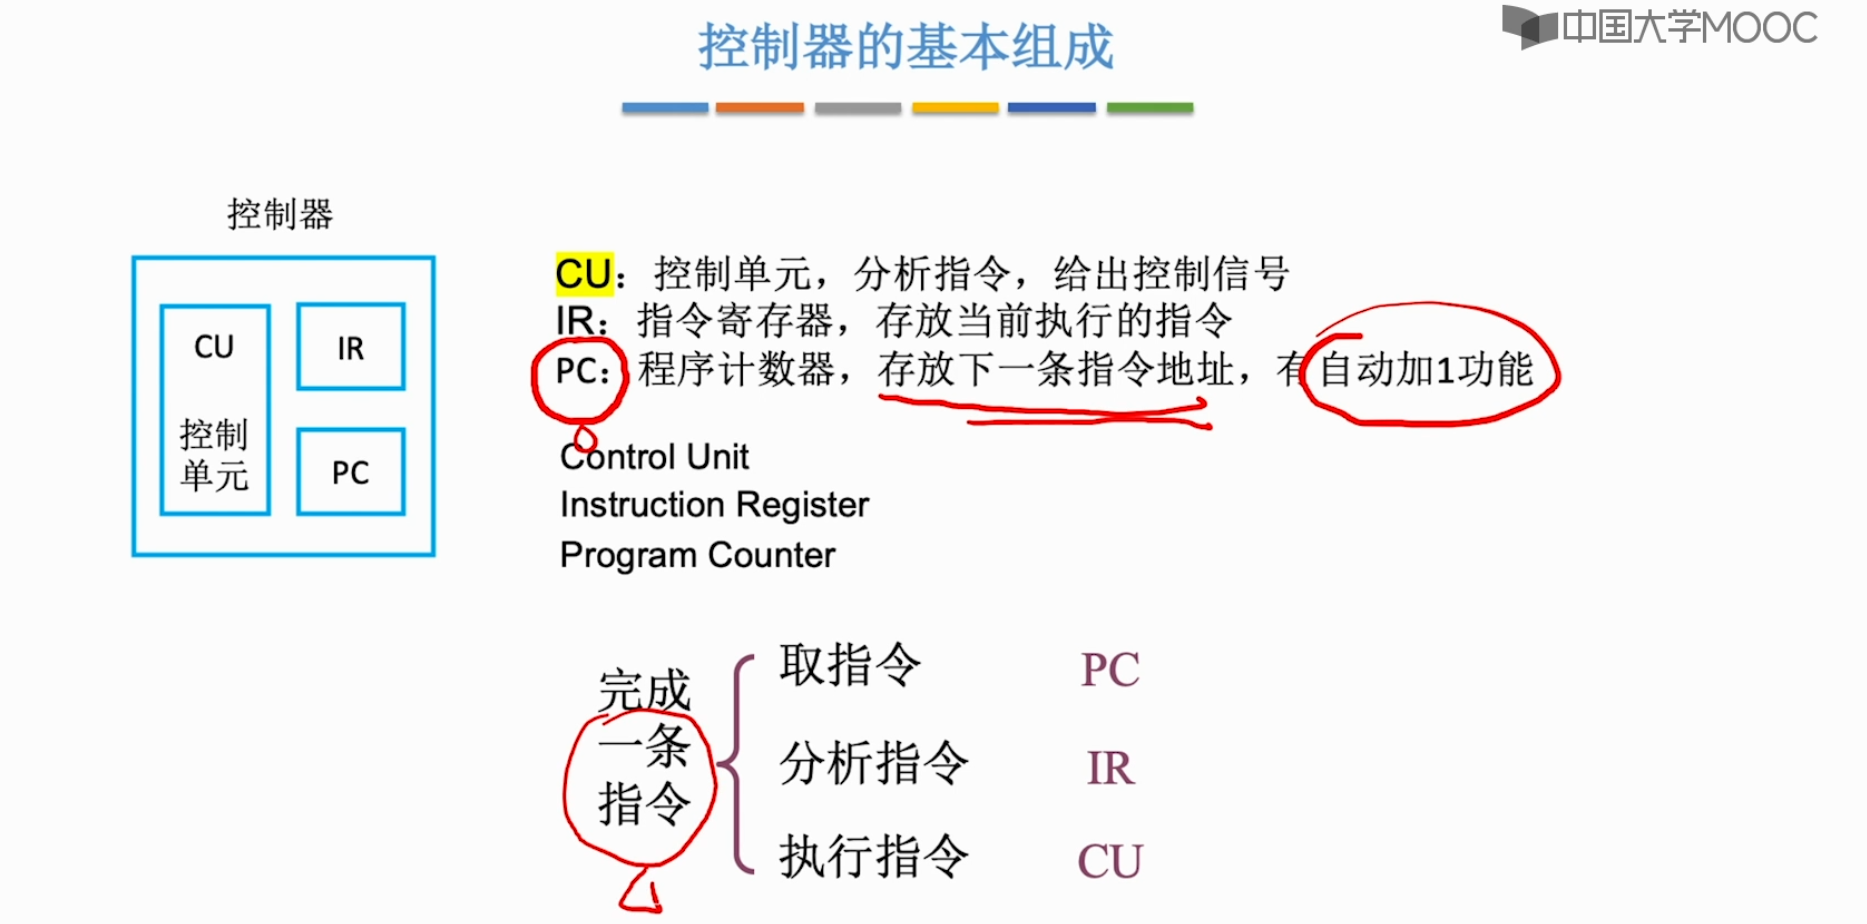 中国大学MOOC
控制器的基本组成
控制器
CU
控制
单元
IR
PC
CU：控制单元，分析指令，给出控制信号
IR：指令寄存器，存放当前执行的指令
PC：程序计数器，存放下一条指令地址，有自动加1功能
Control Unit
Instruction Register
Program Counter
完成
一条
指令
取指令 PC
分析指令 IR
执行指令 CU